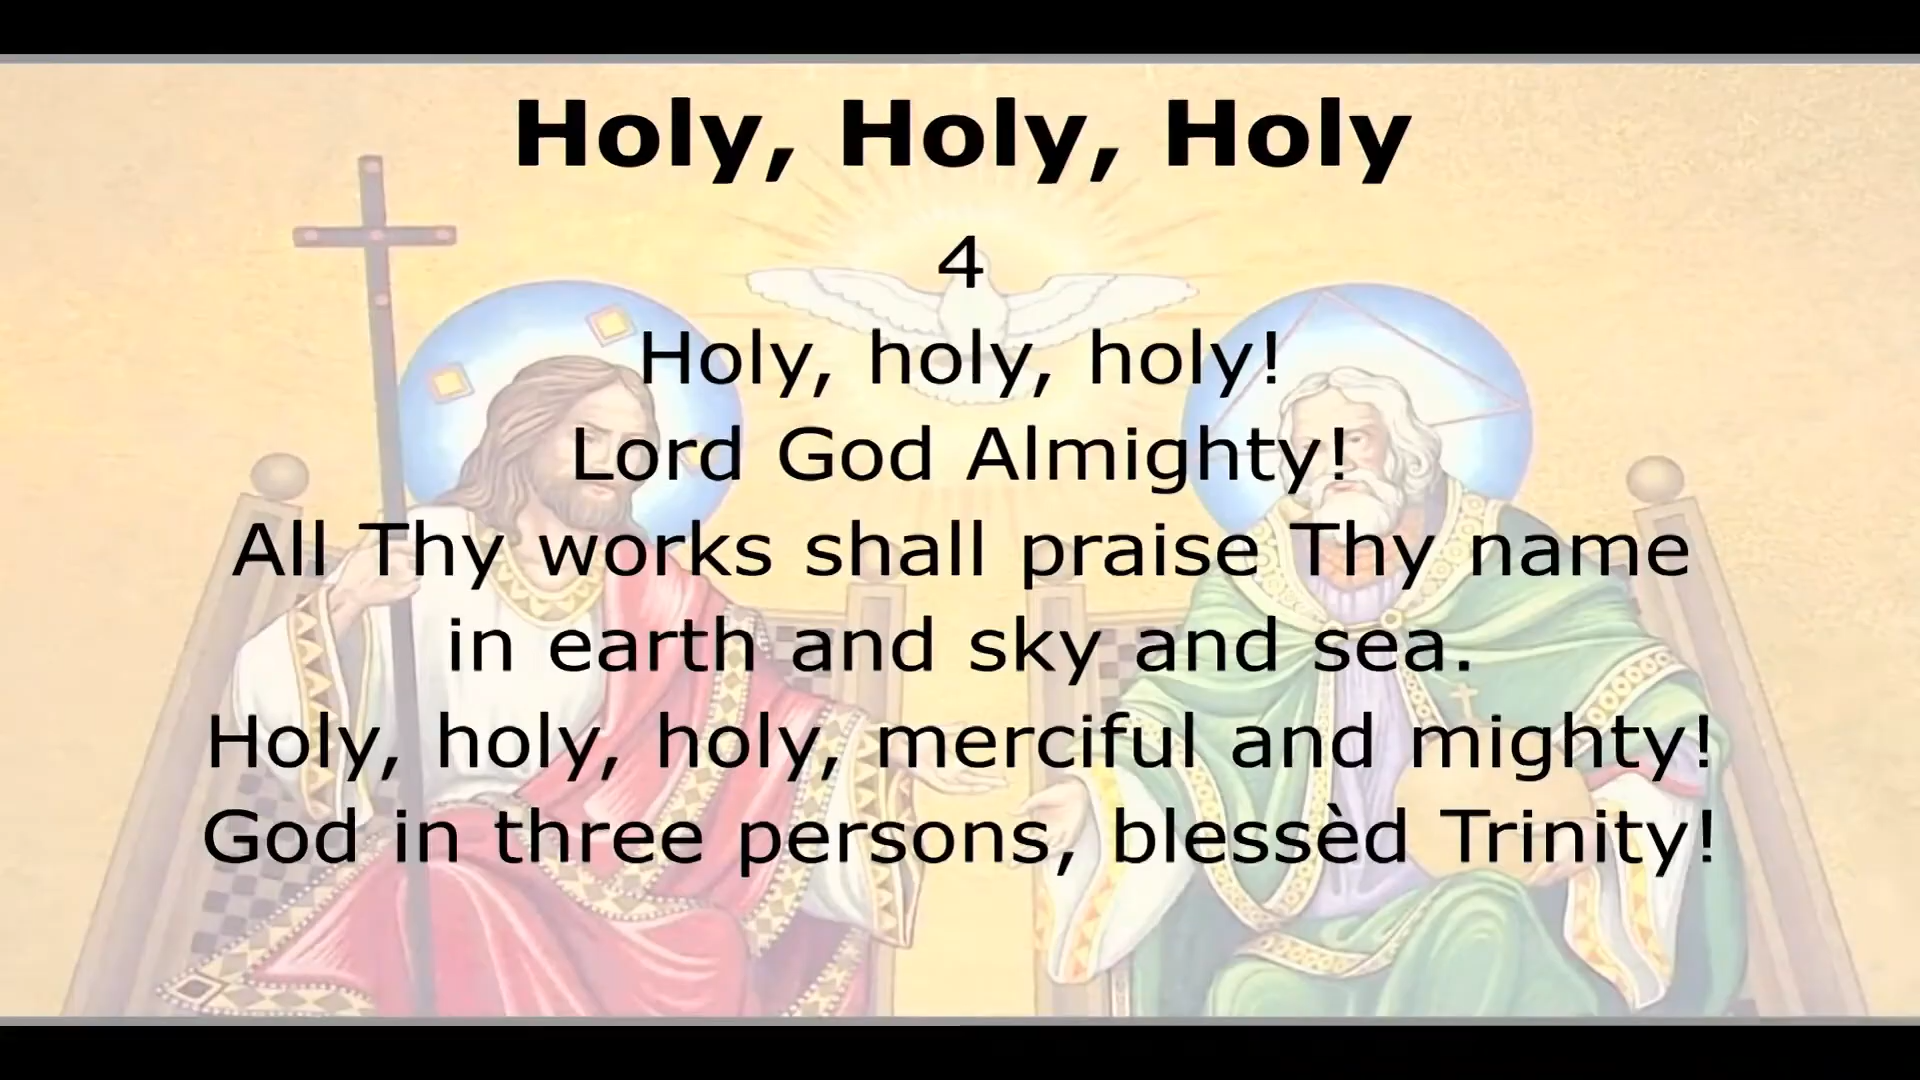 Holy, Holy, Holy
4
Holy, holy, holy!
Lord God Almighty!
All Thy works shall praise Thy name
in earth and sky and sea.
Holy, holy, holy, merciful and mighty!
God in three persons, blessèd Trinity!